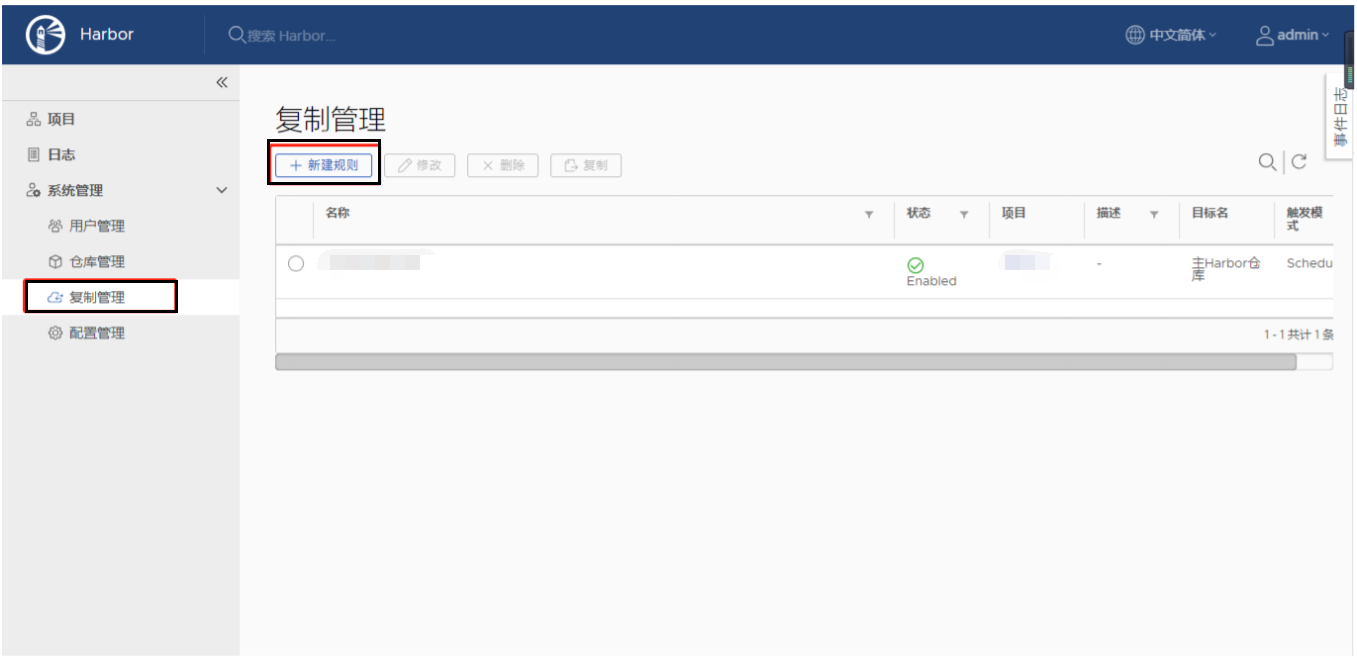 Harbor
搜索 Harbor...
中文简体
admin
事件日志
项目
日志
系统管理
用户管理
仓库管理
复制管理
配置管理
复制管理
+ 新建规则
修改
× 删除
复制
名称
状态
项目
描述
目标名
触发模
式
Enabled
-
主Harbor仓
库
Schedu
1 - 1 共计 1 条